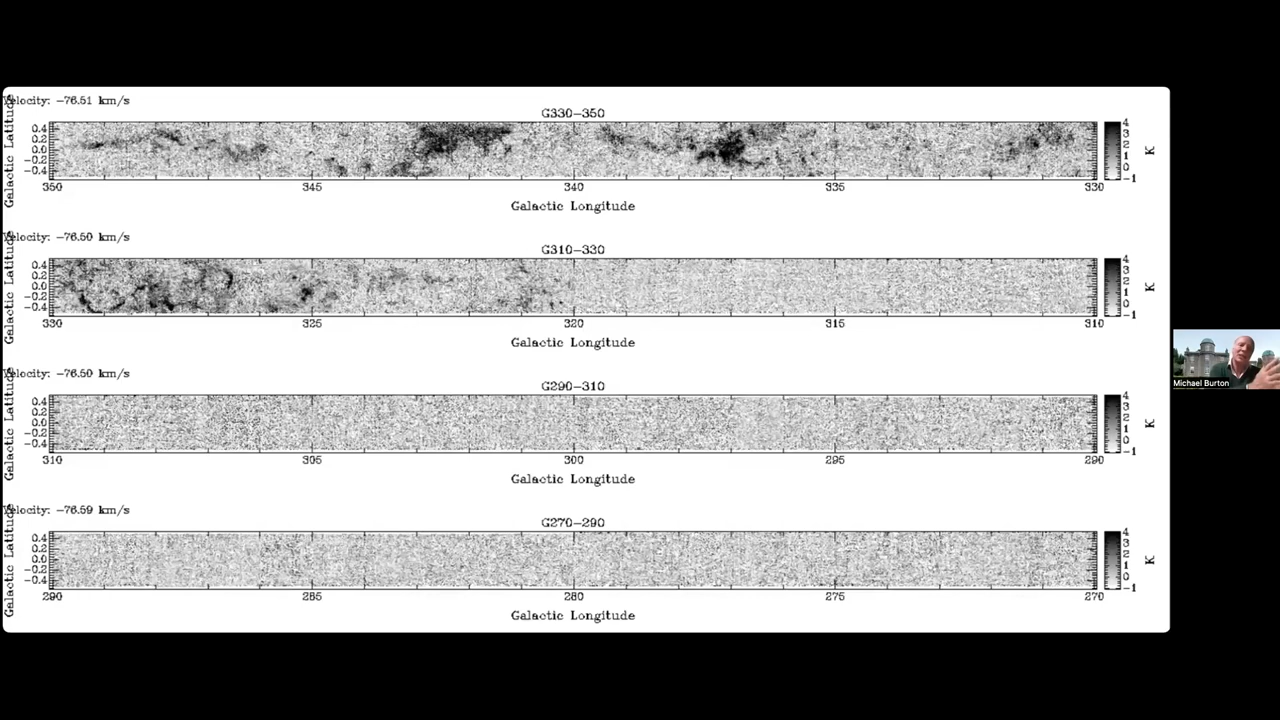 Velocity: -76.51 km/s
G330-350
Galactic Latitude
0.4
0.2
0.0
-0.2
-0.4
350 345 340 335 330
Galactic Longitude
4
3
2
1
0
-1
K
Velocity: -76.50 km/s
G310-330
Galactic Latitude
0.4
0.2
0.0
-0.2
-0.4
330 325 320 315 310
Galactic Longitude
4
3
2
1
0
-1
K
Michael Burton
Velocity: -76.50 km/s
G290-310
Galactic Latitude
0.4
0.2
0.0
-0.2
-0.4
310 305 300 295 290
Galactic Longitude
4
3
2
1
0
-1
K
Velocity: -76.59 km/s
G270-290
Galactic Latitude
0.4
0.2
0.0
-0.2
-0.4
290 285 280 275 270
Galactic Longitude
4
3
2
1
0
-1
K